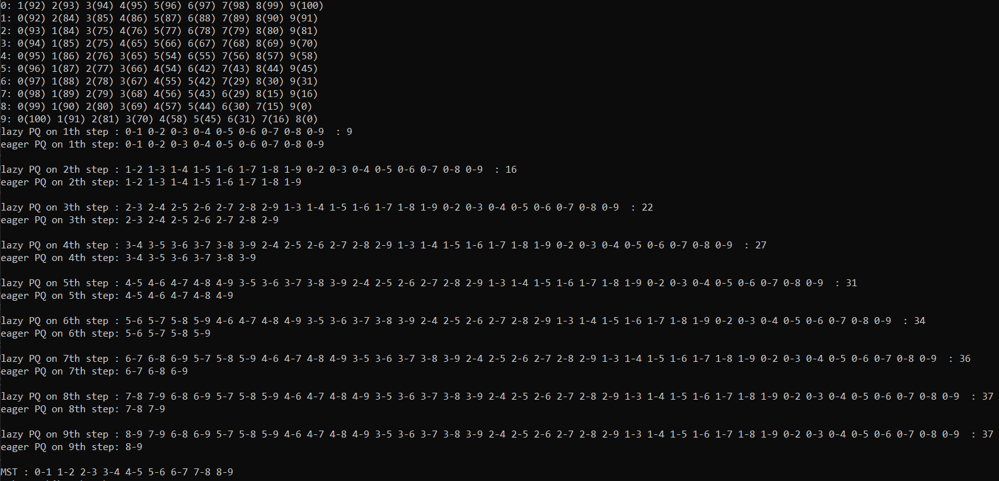 0: 1(92) 2(93) 3(94) 4(95) 5(96) 6(97) 7(98) 8(99) 9(100)
1: 0(92) 2(84) 3(85) 4(86) 5(87) 6(88) 7(89) 8(90) 9(91)
2: 0(93) 1(84) 3(75) 4(76) 5(77) 6(78) 7(79) 8(80) 9(81)
3: 0(94) 1(85) 2(75) 4(65) 5(66) 6(67) 7(68) 8(69) 9(70)
4: 0(95) 1(86) 2(76) 3(65) 5(54) 6(55) 7(56) 8(57) 9(58)
5: 0(96) 1(87) 2(77) 3(66) 4(54) 6(42) 7(43) 8(44) 9(45)
6: 0(97) 1(88) 2(78) 3(67) 4(55) 5(42) 7(29) 8(30) 9(31)
7: 0(98) 1(89) 2(79) 3(68) 4(56) 5(43) 6(29) 8(15) 9(16)
8: 0(99) 1(90) 2(80) 3(69) 4(57) 5(44) 6(30) 7(15) 9(0)
9: 0(100) 1(91) 2(81) 3(70) 4(58) 5(45) 6(31) 7(16) 8(0)
lazy PQ on 1th step : 0-1 0-2 0-3 0-4 0-5 0-6 0-7 0-8 0-9  : 9
eager PQ on 1th step: 0-1 0-2 0-3 0-4 0-5 0-6 0-7 0-8 0-9
lazy PQ on 2th step : 1-2 1-3 1-4 1-5 1-6 1-7 1-8 1-9 0-2 0-3 0-4 0-5 0-6 0-7 0-8 0-9  : 16
eager PQ on 2th step: 1-2 1-3 1-4 1-5 1-6 1-7 1-8 1-9
lazy PQ on 3th step : 2-3 2-4 2-5 2-6 2-7 2-8 2-9 1-3 1-4 1-5 1-6 1-7 1-8 1-9 0-2 0-3 0-4 0-5 0-6 0-7 0-8 0-9  : 22
eager PQ on 3th step: 2-3 2-4 2-5 2-6 2-7 2-8 2-9
lazy PQ on 4th step : 3-4 3-5 3-6 3-7 3-8 3-9 2-4 2-5 2-6 2-7 2-8 2-9 1-3 1-4 1-5 1-6 1-7 1-8 1-9 0-2 0-3 0-4 0-5 0-6 0-7 0-8 0-9  : 27
eager PQ on 4th step: 3-4 3-5 3-6 3-7 3-8 3-9
lazy PQ on 5th step : 4-5 4-6 4-7 4-8 4-9 3-5 3-6 3-7 3-8 3-9 2-4 2-5 2-6 2-7 2-8 2-9 1-3 1-4 1-5 1-6 1-7 1-8 1-9 0-2 0-3 0-4 0-5 0-6 0-7 0-8 0-9  : 31
eager PQ on 5th step: 4-5 4-6 4-7 4-8 4-9
lazy PQ on 6th step : 5-6 5-7 5-8 5-9 4-6 4-7 4-8 4-9 3-5 3-6 3-7 3-8 3-9 2-4 2-5 2-6 2-7 2-8 2-9 1-3 1-4 1-5 1-6 1-7 1-8 1-9 0-2 0-3 0-4 0-5 0-6 0-7 0-8 0-9  : 34
eager PQ on 6th step: 5-6 5-7 5-8 5-9
lazy PQ on 7th step : 6-7 6-8 6-9 5-7 5-8 5-9 4-6 4-7 4-8 4-9 3-5 3-6 3-7 3-8 3-9 2-4 2-5 2-6 2-7 2-8 2-9 1-3 1-4 1-5 1-6 1-7 1-8 1-9 0-2 0-3 0-4 0-5 0-6 0-7 0-8 0-9  : 36
eager PQ on 7th step: 6-7 6-8 6-9
lazy PQ on 8th step : 7-8 7-9 6-8 6-9 5-7 5-8 5-9 4-6 4-7 4-8 4-9 3-5 3-6 3-7 3-8 3-9 2-4 2-5 2-6 2-7 2-8 2-9 1-3 1-4 1-5 1-6 1-7 1-8 1-9 0-2 0-3 0-4 0-5 0-6 0-7 0-8 0-9  : 37
eager PQ on 8th step: 7-8 7-9
lazy PQ on 9th step : 8-9 7-9 6-8 6-9 5-7 5-8 5-9 4-6 4-7 4-8 4-9 3-5 3-6 3-7 3-8 3-9 2-4 2-5 2-6 2-7 2-8 2-9 1-3 1-4 1-5 1-6 1-7 1-8 1-9 0-2 0-3 0-4 0-5 0-6 0-7 0-8 0-9  : 37
eager PQ on 9th step: 8-9
MST : 0-1 1-2 2-3 3-4 4-5 5-6 6-7 7-8 8-9